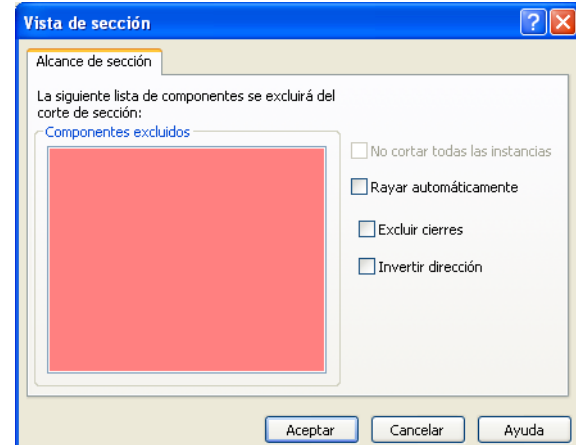 Vista de sección
Alcance de sección
La siguiente lista de componentes se excluirá del
corte de sección:
Componentes excluidos
No cortar todas las instancias
Rayar automáticamente
Excluir cierres
Invertir dirección
Aceptar
Cancelar
Ayuda